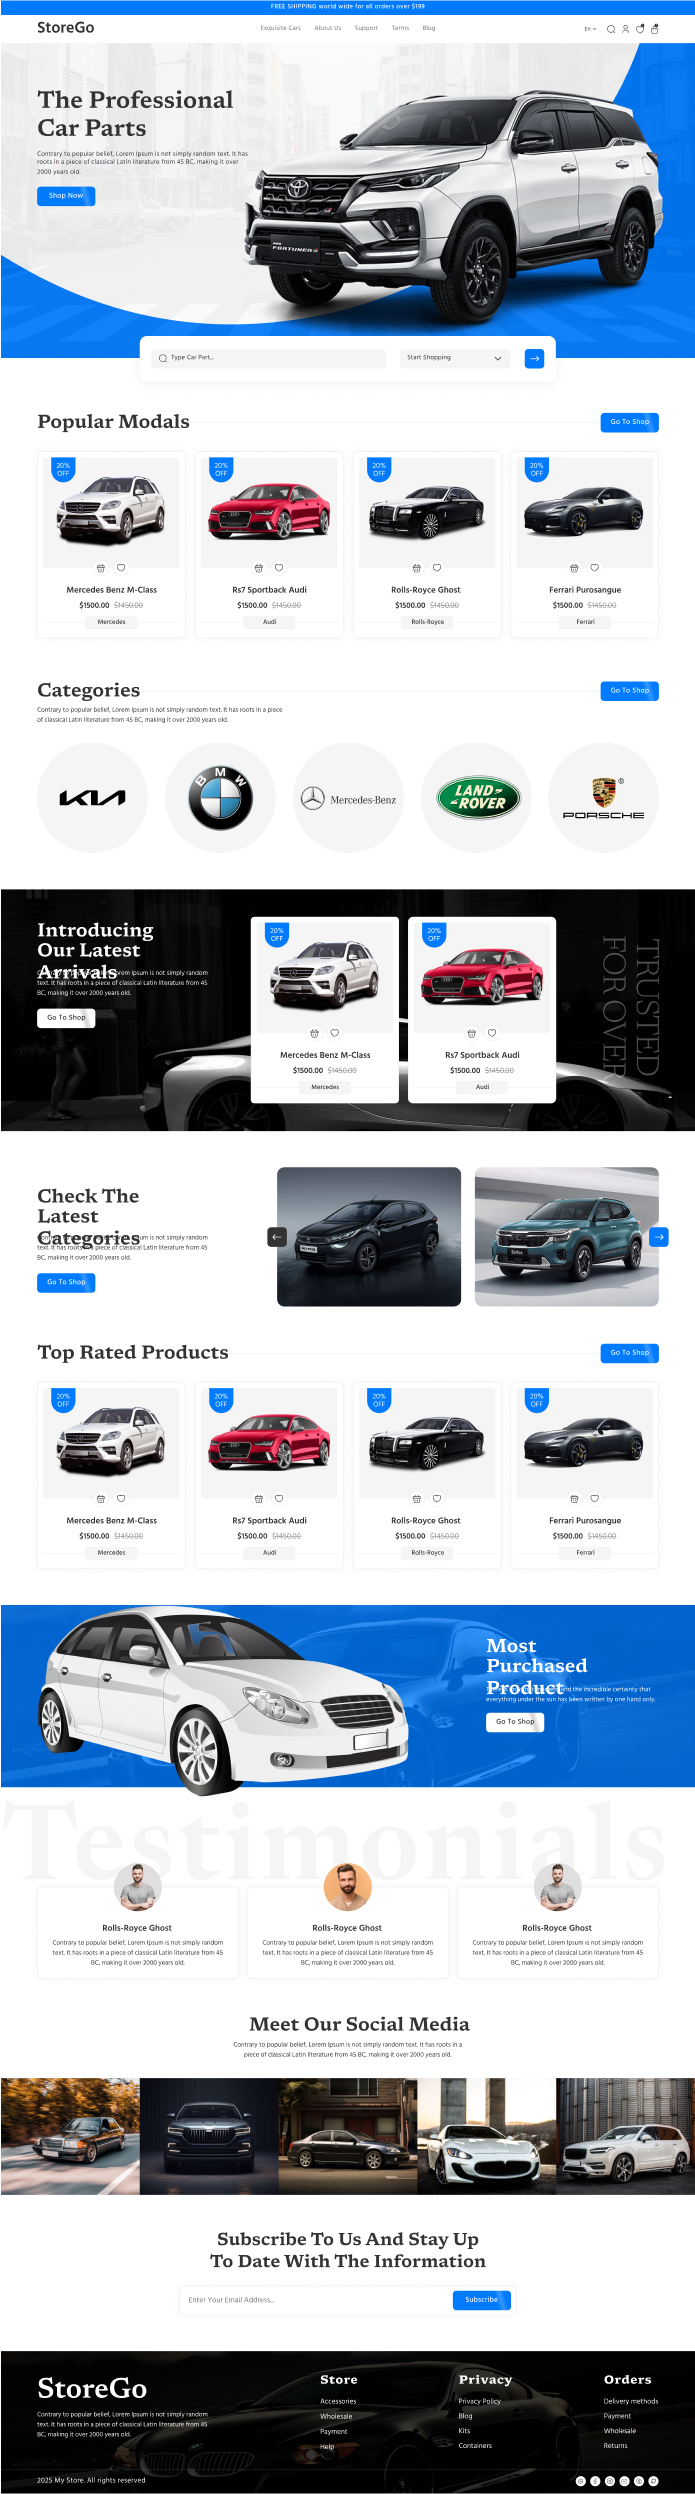 FREE SHIPPING world wide for all orders over $199
StoreGo
Exquisite Cars
About Us
Support
Terms
Blog
En
The Professional
Car Parts
Contrary to popular belief, Lorem Ipsum is not simply random text. It has
roots in a piece of classical Latin literature from 45 BC, making it over
2000 years old.
Shop Now
FORTUNER
Type Car Part...
Start Shopping
Popular Modals
Go To Shop
20%
OFF
20%
OFF
20%
OFF
20%
OFF
Mercedes Benz M-Class
Rs7 Sportback Audi
Rolls-Royce Ghost
Ferrari Purosangue
$1500.00 $1450.00
$1500.00 $1450.00
$1500.00 $1450.00
$1500.00 $1450.00
Mercedes
Audi
Rolls-Royce
Ferrari
Categories
Go To Shop
Contrary to popular belief, Lorem Ipsum is not simply random text. It has roots in a piece
of classical Latin literature from 45 BC, making it over 2000 years old.
KIA
BMW
Mercedes-Benz
LAND-
ROVER
PORSCHE
Introducing
Our Latest
Arrivals
Lorem Ipsum is not simply random
text. It has roots in a piece of classical Latin literature from 45
BC, making it over 2000 years old.
Go To Shop
20%
OFF
20%
OFF
Mercedes Benz M-Class
Rs7 Sportback Audi
$1500.00 $1450.00
$1500.00 $1450.00
Mercedes
Audi
TRUSTED
FOR OVER
Check The
Latest
Categories
Ipsum is not simply random
text. It has roots in a piece of classical Latin literature from 45
BC, making it over 2000 years old.
Go To Shop
Seltos
Top Rated Products
Go To Shop
20%
OFF
20%
OFF
20%
OFF
20%
OFF
Mercedes Benz M-Class
Rs7 Sportback Audi
Rolls-Royce Ghost
Ferrari Purosangue
$1500.00 $1450.00
$1500.00 $1450.00
$1500.00 $1450.00
$1500.00 $1450.00
Mercedes
Audi
Rolls-Royce
Ferrari
Most
Purchased
Product
and the incredible certainty that
everything under the sun has been written by one hand only.
Go To Shop
Testimonials
Rolls-Royce Ghost
Contrary to popular belief, Lorem Ipsum is not simply random
text. It has roots in a piece of classical Latin literature from 45
BC, making it over 2000 years old.
Rolls-Royce Ghost
Contrary to popular belief, Lorem Ipsum is not simply random
text. It has roots in a piece of classical Latin literature from 45
BC, making it over 2000 years old.
Rolls-Royce Ghost
Contrary to popular belief, Lorem Ipsum is not simply random
text. It has roots in a piece of classical Latin literature from 45
BC, making it over 2000 years old.
Meet Our Social Media
Contrary to popular belief, Lorem Ipsum is not simply random text. It has roots in a
piece of classical Latin literature from 45 BC, making it over 2000 years old.
Subscribe To Us And Stay Up
To Date With The Information
Enter Your Email Address...
Subscribe
StoreGo
Contrary to popular belief, Lorem Ipsum is not simply random
text. It has roots in a piece of classical Latin literature from 45
BC, making it over 2000 years old.
Store
Accessories
Wholesale
Payment
Help
Privacy
Privacy Policy
Blog
Kits
Containers
Orders
Delivery methods
Payment
Wholesale
Returns
2025 My Store. All rights reserved